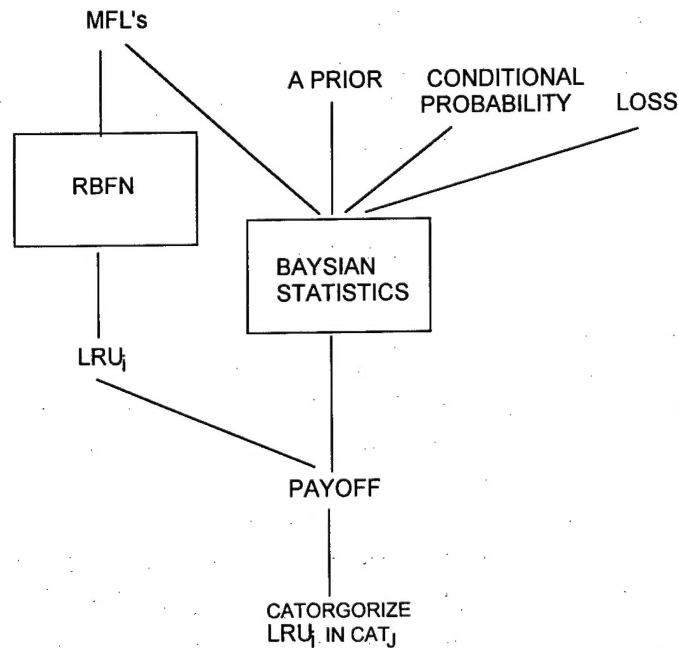 MFL's
A PRIOR
CONDITIONAL
PROBABILITY
LOSS
RBFN
BAYSIAN
STATISTICS
LRUi
PAYOFF
CATORGORIZE
LRUi IN CATJ